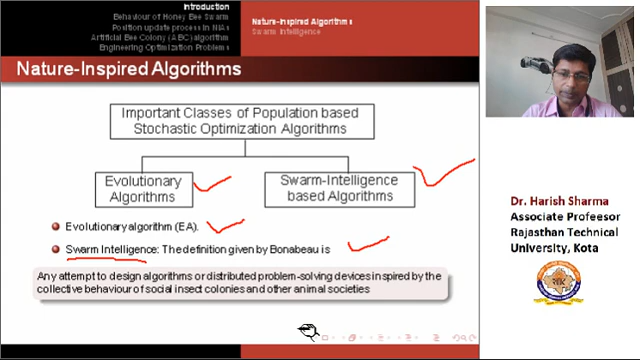 Introduction
Behaviour of Honey Bee Swarm
Position update process in NIAs
Artificial Bee Colony (ABC) algorithm
Engineering Optimization Problems
Nature-Inspired Algorithms
Swarm Intelligence
Nature-Inspired Algorithms
Important Classes of Population based
Stochastic Optimization Algorithms
Evolutionary
Algorithms
Swarm-Intelligence
based Algorithms
Evolutionary algorithm (EA).
Swarm Intelligence: The definition given by Bonabeau is
Any attempt to design algorithms or distributed problem-solving devices inspired by the
collective behaviour of social insect colonies and other animal societies
Dr. Harish Sharma
Associate Profeesor
Rajasthan Technical
University, Kota